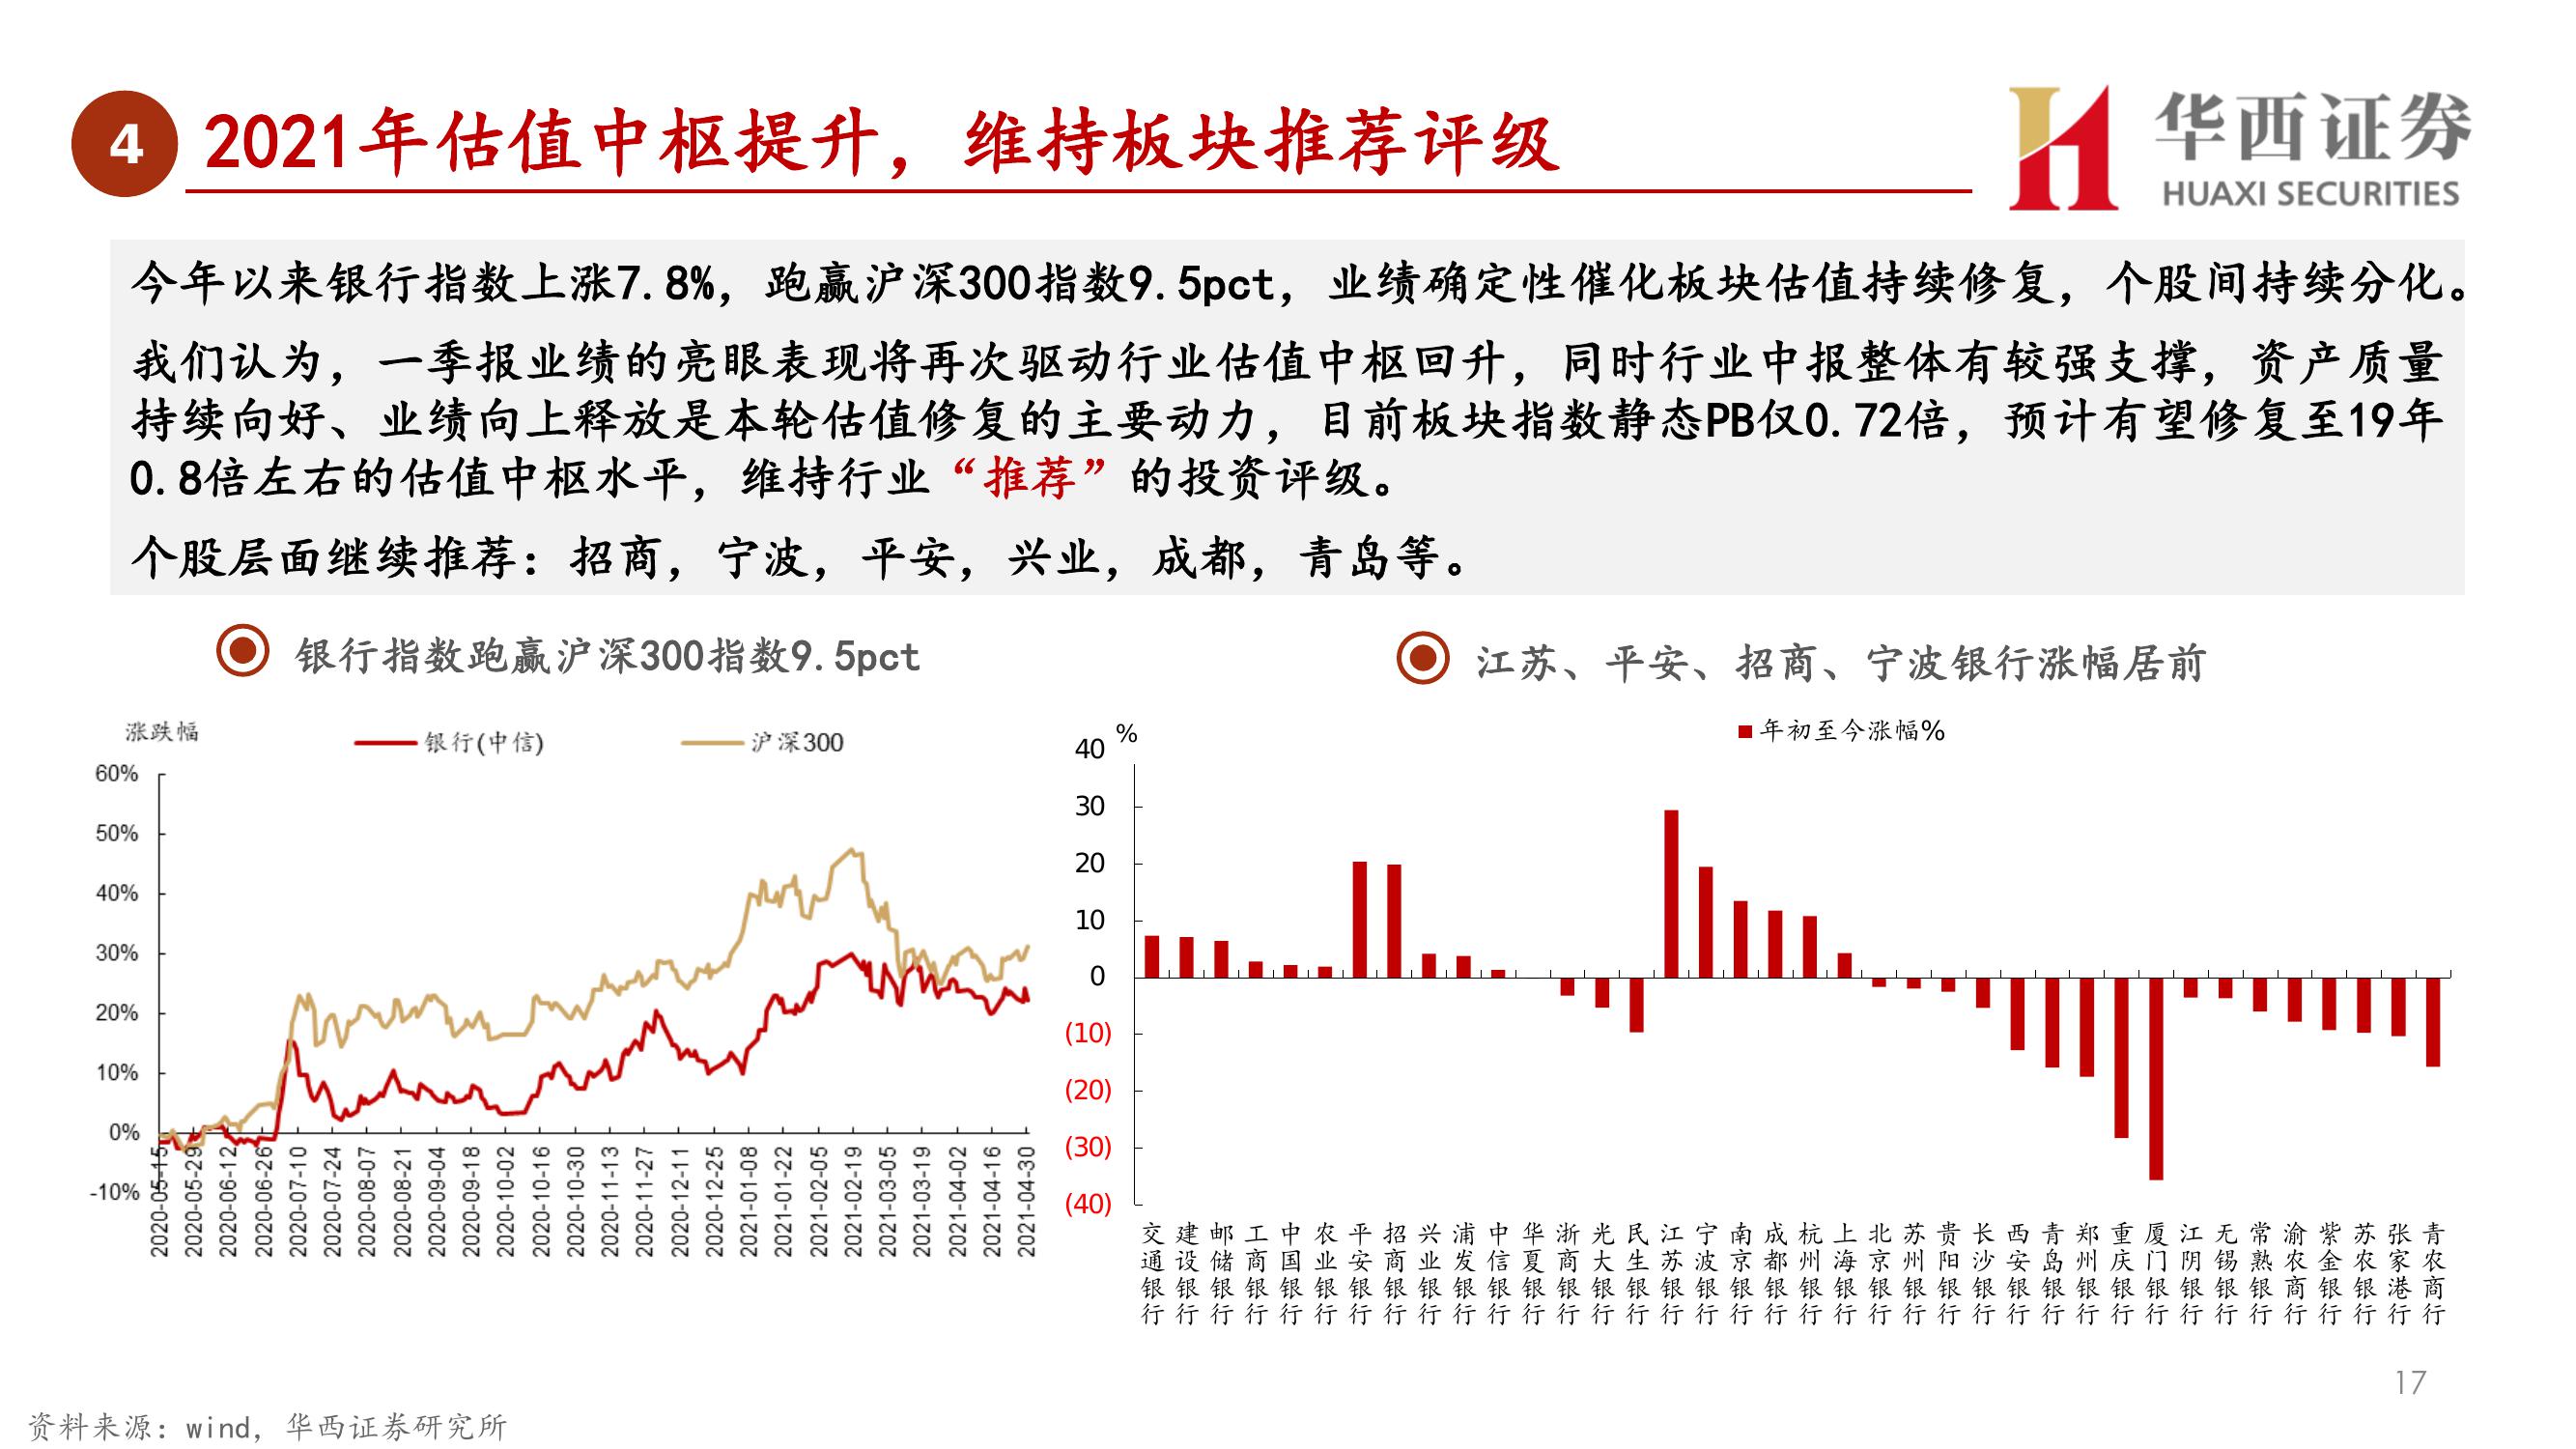 4
2021年估值中枢提升，维持板块推荐评级
华西证券
HUAXI SECURITIES
今年以来银行指数上涨7.8%，跑赢沪深300指数9.5pct，业绩确定性催化板块估值持续修复，个股间持续分化。
我们认为，一季报业绩的亮眼表现将再次驱动行业估值中枢回升，同时行业中报整体有较强支撑，资产质量
持续向好、业绩向上释放是本轮估值修复的主要动力，目前板块指数静态PB仅0.72倍，预计有望修复至19年
0.8倍左右的估值中枢水平，维持行业“推荐”的投资评级。
个股层面继续推荐：招商，宁波，平安，兴业，成都，青岛等。
银行指数跑赢沪深300指数9.5pct
涨跌幅
银行(中信)
沪深300
60%
50%
40%
30%
20%
10%
0%
-10%
2020-05-15
2020-05-29
2020-06-12
2020-06-26
2020-07-10
2020-07-24
2020-08-07
2020-08-21
2020-09-04
2020-09-18
2020-10-02
2020-10-16
2020-10-30
2020-11-13
2020-11-27
2020-12-11
2020-12-25
2021-01-08
2021-01-22
2021-02-05
2021-02-19
2021-03-05
2021-03-19
2021-04-02
2021-04-16
2021-04-30
江苏、平安、招商、宁波银行涨幅居前
%
年初至今涨幅%
40
30
20
10
0
(10)
(20)
(30)
(40)
交通银行
建设银行
邮储银行
工商银行
中国银行
农业银行
平安银行
招商银行
兴业银行
浦发银行
中信银行
华夏银行
浙商银行
光大银行
民生银行
江苏银行
宁波银行
南京银行
成都银行
杭州银行
上海银行
北京银行
苏州银行
贵阳银行
长沙银行
西安银行
青岛银行
郑州银行
重庆银行
厦门银行
江阴银行
无锡银行
常熟银行
渝农商行
紫金银行
苏农银行
张家港行
青农商行
17
资料来源：wind，华西证券研究所